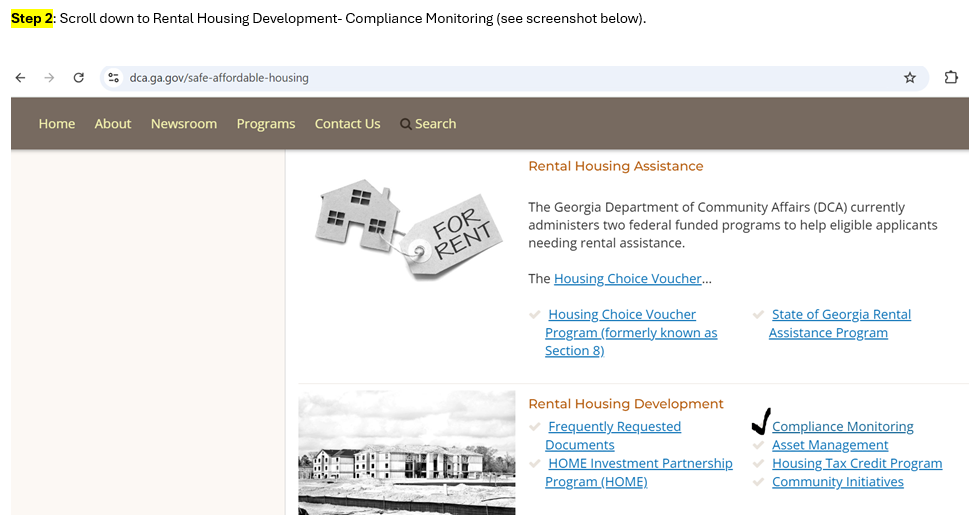 Step 2: Scroll down to Rental Housing Development- Compliance Monitoring (see screenshot below).
dca.ga.gov/safe-affordable-housing
Home About Newsroom Programs Contact Us Search
Rental Housing Assistance
FOR
RENT
The Georgia Department of Community Affairs (DCA) currently
administers two federal funded programs to help eligible applicants
needing rental assistance.
The Housing Choice Voucher...
Housing Choice Voucher
Program (formerly known as
Section 8)
State of Georgia Rental
Assistance Program
Rental Housing Development
Frequently Requested
Documents
HOME Investment Partnership
Program (HOME)
Compliance Monitoring
Asset Management
Housing Tax Credit Program
Community Initiatives